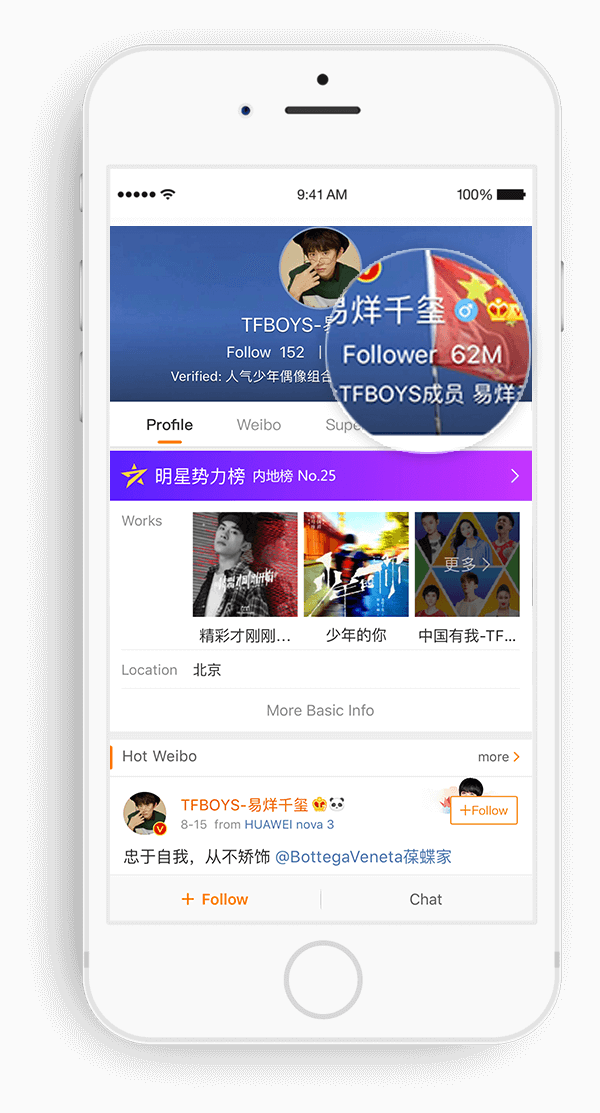 9:41 AM 100%
TFBOYS-易
易烊千玺
Follow 152 |
Follower 62M
Verified: 人气少年偶像组合
TFBOYS成员 易烊千
Profile Weibo Supe
明星势力榜 内地榜 No.25
Works
更多
精彩才刚刚... 少年的你 中国有我-TF...
Location 北京
More Basic Info
Hot Weibo more
TFBOYS-易烊千玺
+Follow
8-15 from HUAWEI nova 3
忠于自我，从不矫饰 @BottegaVeneta葆蝶家
+ Follow Chat